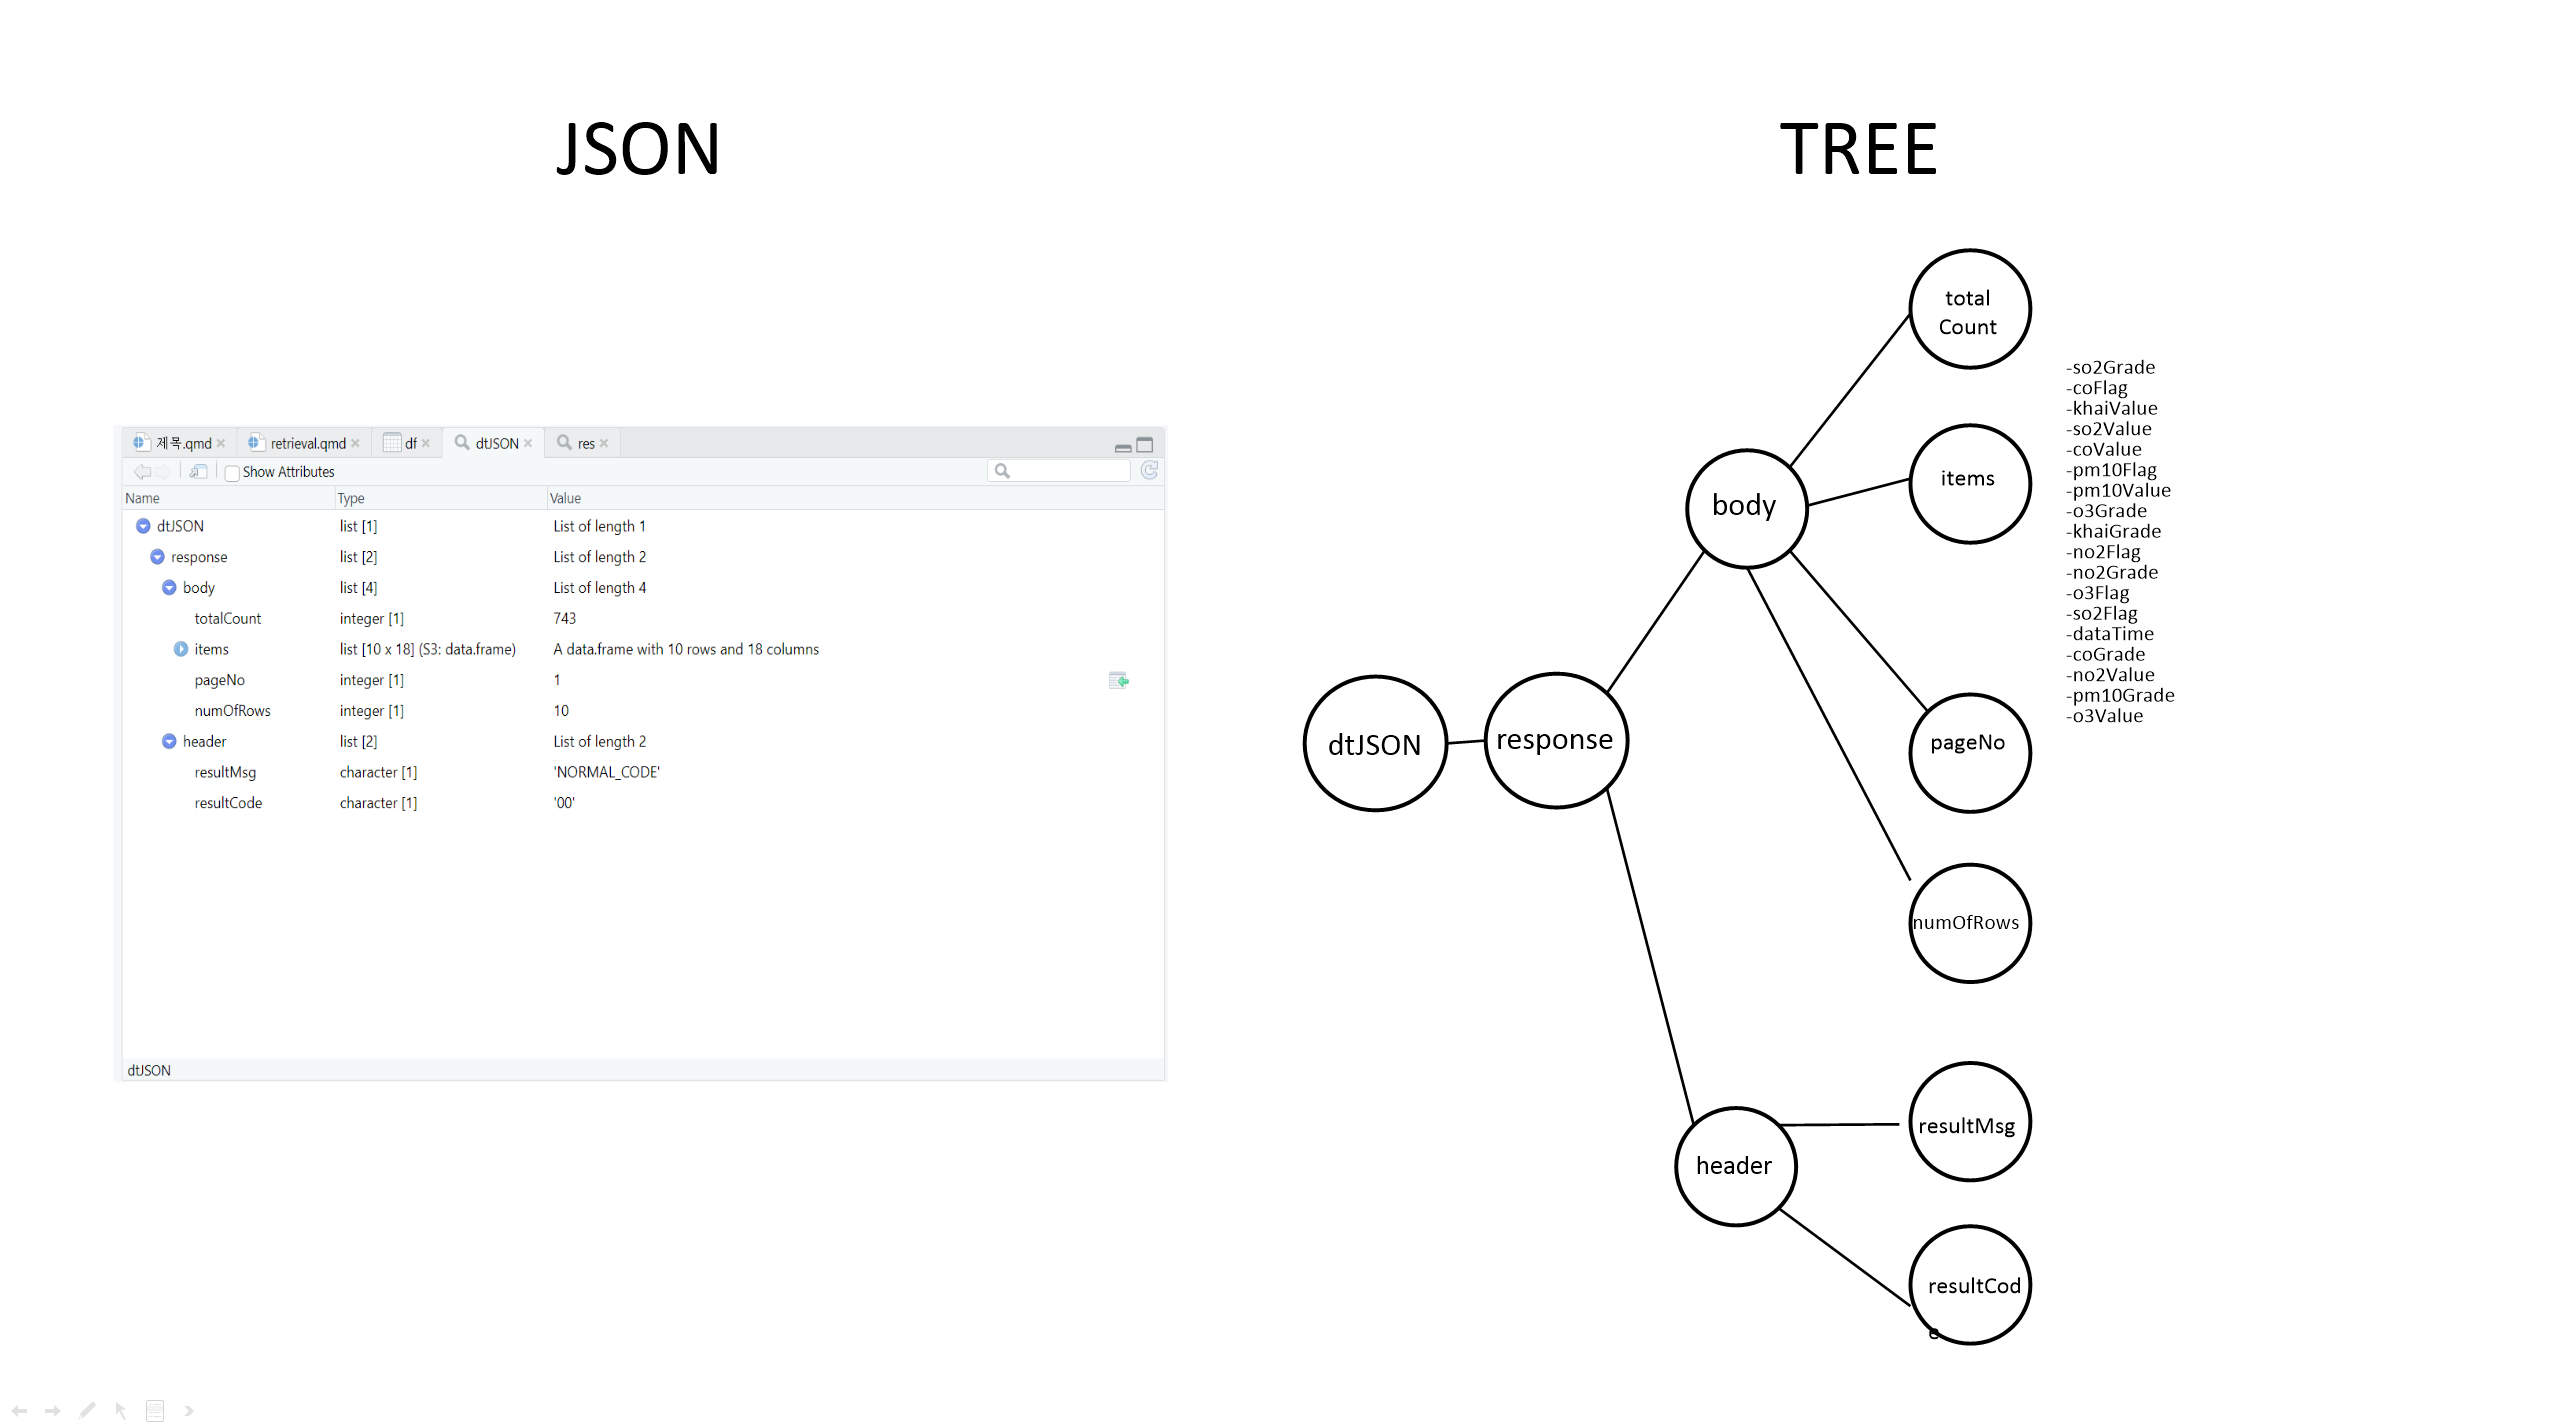 JSON
TREE
제목.qmd
retrieval.qmd
df
dtJSON
res
Show Attributes
Name Type Value
dtJSON list [1] List of length 1
response list [2] List of length 2
body list [4] List of length 4
totalCount integer [1] 743
items list [10 x 18] (S3: data.frame) A data.frame with 10 rows and 18 columns
pageNo integer [1] 1
numOfRows integer [1] 10
header list [2] List of length 2
resultMsg character [1] 'NORMAL_CODE'
resultCode character [1] '00'
dtJSON
dtJSON
response
body
header
total
Count
items
pageNo
numOfRows
resultMsg
resultCod
e
-so2Grade
-coFlag
-khaiValue
-so2Value
-coValue
-pm10Flag
-pm10Value
-o3Grade
-khaiGrade
-no2Flag
-no2Grade
-o3Flag
-so2Flag
-dataTime
-coGrade
-no2Value
-pm10Grade
-o3Value